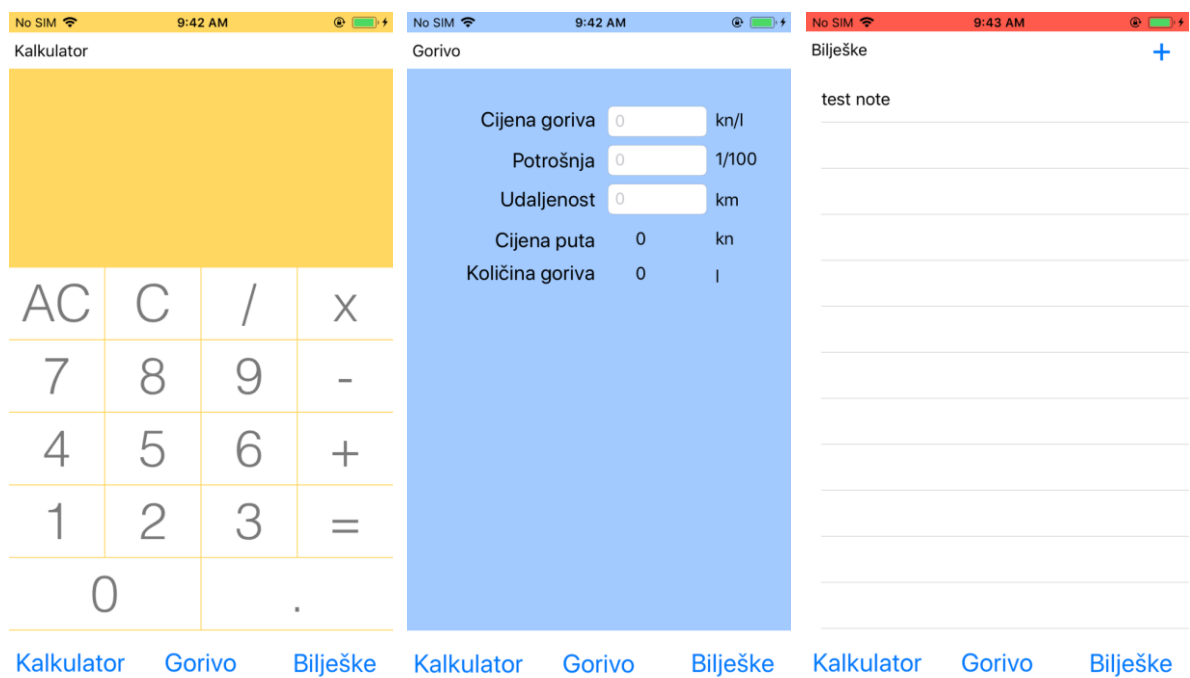 No SIM 9:42 AM
Kalkulator
AC C / x
7 8 9 -
4 5 6 +
1 2 3 =
0 .
Kalkulator Gorivo Bilješke
No SIM 9:42 AM
Gorivo
Cijena goriva 0 kn/l
Potrošnja 0 1/100
Udaljenost 0 km
Cijena puta 0 kn
Količina goriva 0 l
Kalkulator Gorivo Bilješke
No SIM 9:43 AM
Bilješke +
test note
Kalkulator Gorivo Bilješke